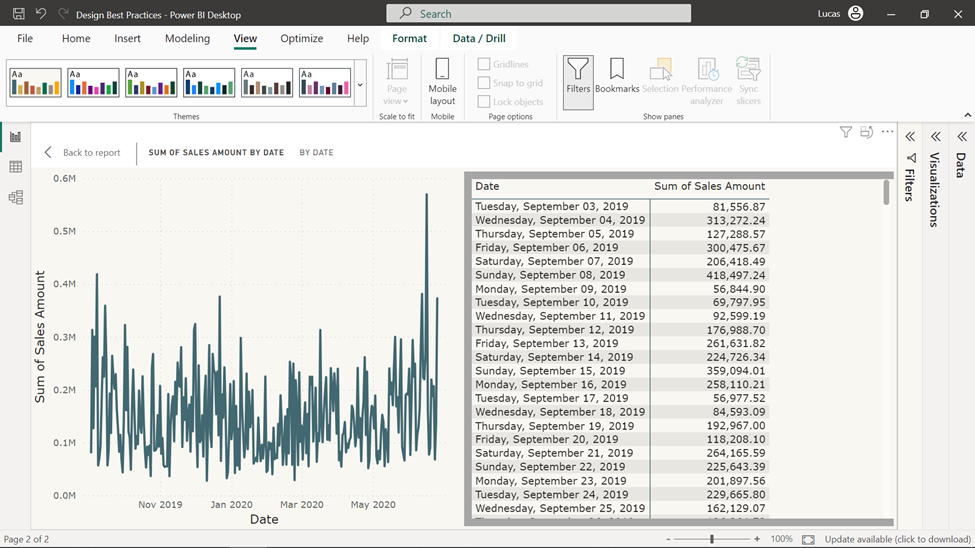 Design Best Practices - Power BI Desktop
Search
Lucas
File Home Insert Modeling View Optimize Help Format Data / Drill
Aa Aa Aa Aa Aa Aa
Page view
Mobile layout
Gridlines
Snap to grid
Lock objects
Filters
Bookmarks
Selection
Performance analyzer
Sync slicers
Themes
Scale to fit
Mobile
Page options
Show panes
Back to report
SUM OF SALES AMOUNT BY DATE
BY DATE
0.6M
0.5M
0.4M
0.3M
0.2M
0.1M
0.0M
Sum of Sales Amount
Nov 2019 Jan 2020 Mar 2020 May 2020
Date
Date Sum of Sales Amount
Tuesday, September 03, 2019 81,556.87
Wednesday, September 04, 2019 313,272.24
Thursday, September 05, 2019 127,288.57
Friday, September 06, 2019 300,475.67
Saturday, September 07, 2019 206,418.49
Sunday, September 08, 2019 418,497.24
Monday, September 09, 2019 56,844.90
Tuesday, September 10, 2019 69,797.95
Wednesday, September 11, 2019 92,599.19
Thursday, September 12, 2019 176,988.70
Friday, September 13, 2019 261,631.82
Saturday, September 14, 2019 224,726.34
Sunday, September 15, 2019 359,094.01
Monday, September 16, 2019 258,110.21
Tuesday, September 17, 2019 56,977.52
Wednesday, September 18, 2019 84,593.09
Thursday, September 19, 2019 192,967.00
Friday, September 20, 2019 118,208.10
Saturday, September 21, 2019 264,165.59
Sunday, September 22, 2019 225,643.39
Monday, September 23, 2019 201,897.56
Tuesday, September 24, 2019 229,665.80
Wednesday, September 25, 2019 162,129.07
Filters
Visualizations
Data
Page 2 of 2
- + 100%
Update available (click to download)